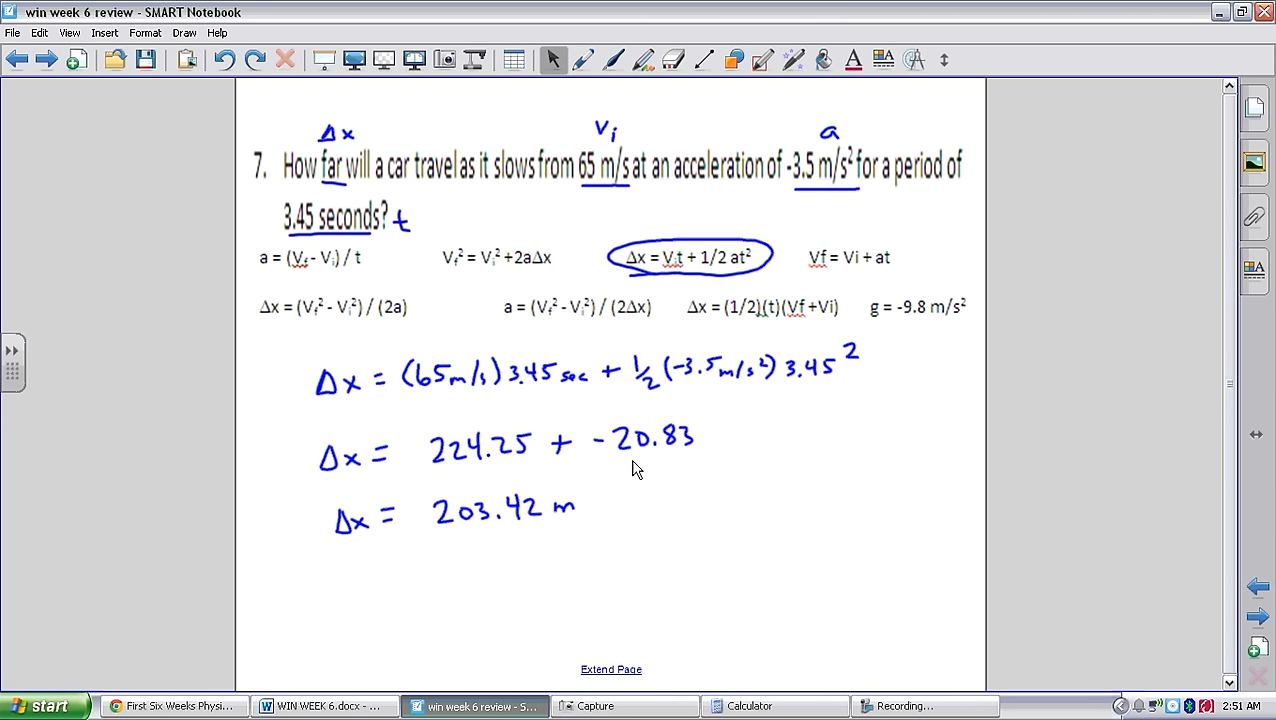 win week 6 review - SMART Notebook
File Edit View Insert Format Draw Help
Δx Vi a
7. How far will a car travel as it slows from 65 m/s at an acceleration of -3.5 m/s² for a period of
3.45 seconds? t
a = (Vf - Vi) / t Vf² = Vi² +2aΔx Δx = Vit + 1/2 at² Vf = Vi + at
Δx = (Vf² - Vi²) / (2a) a = (Vf² - Vi²) / (2Δx) Δx = (1/2)(t)(Vf +Vi) g = -9.8 m/s²
Δx = (65m/s) 3.45 sec + 1/2 (-3.5m/s²) 3.45²
Δx = 224.25 + -20.83
Δx = 203.42 m
Extend Page
start First Six Weeks Physi... WIN WEEK 6.docx - ... win week 6 review - S... Capture Calculator Recording... 2:51 AM